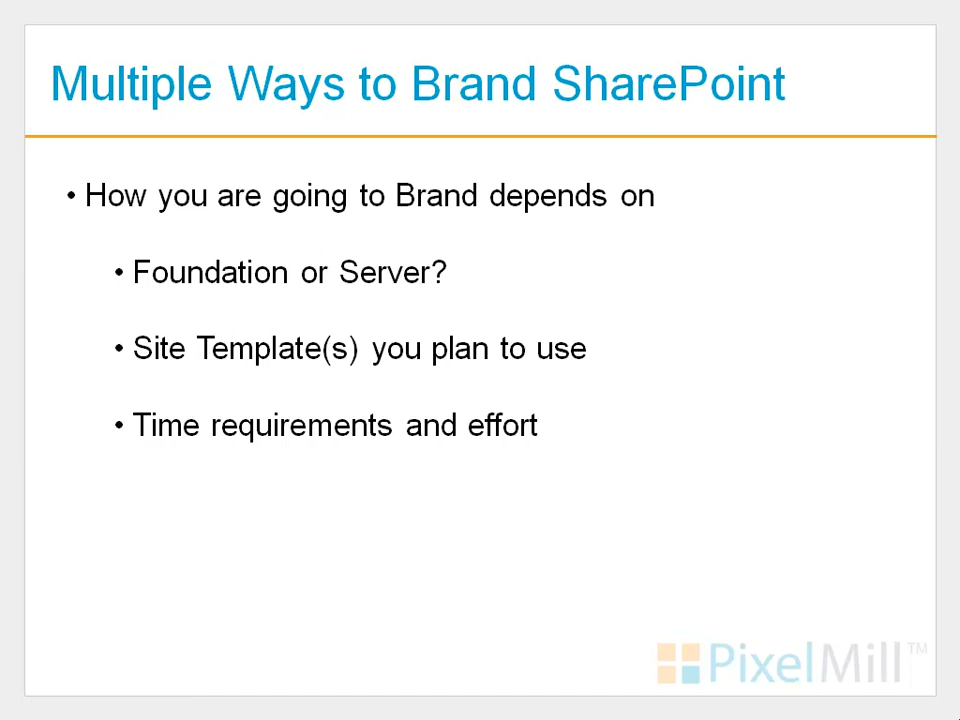 Multiple Ways to Brand SharePoint
• How you are going to Brand depends on
• Foundation or Server?
• Site Template(s) you plan to use
• Time requirements and effort
PixelMill™